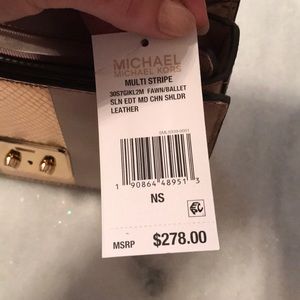 MICHAEL
MICHAEL KORS
MULTI STRIPE
30S7GIKL2M FAWN/BALLET
SLN EDT MD CHN SHLDR
LEATHER
1 90864 48951 3
NS
MSRP $278.00